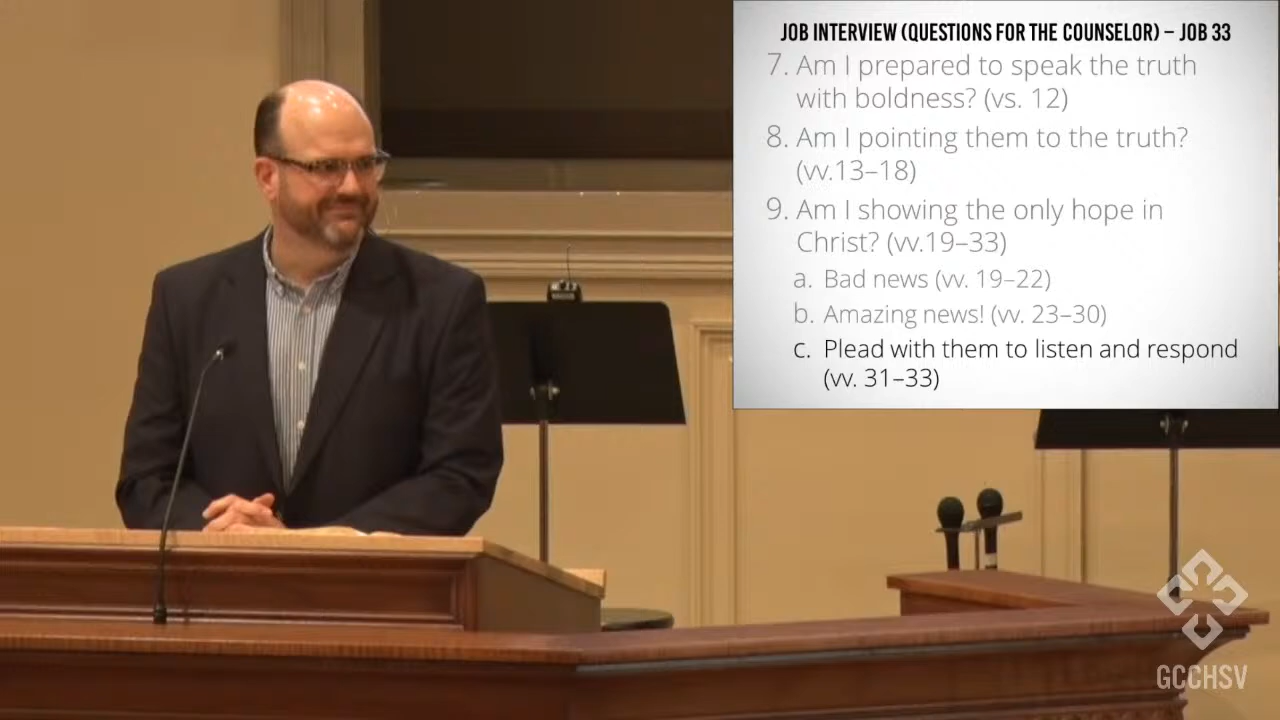 JOB INTERVIEW (QUESTIONS FOR THE COUNSELOR) – JOB 33
7. Am I prepared to speak the truth
with boldness? (vs. 12)
8. Am I pointing them to the truth?
(vv.13–18)
9. Am I showing the only hope in
Christ? (vv.19–33)
a. Bad news (vv. 19–22)
b. Amazing news! (vv. 23–30)
c. Plead with them to listen and respond
(vv. 31–33)
GCCHSV